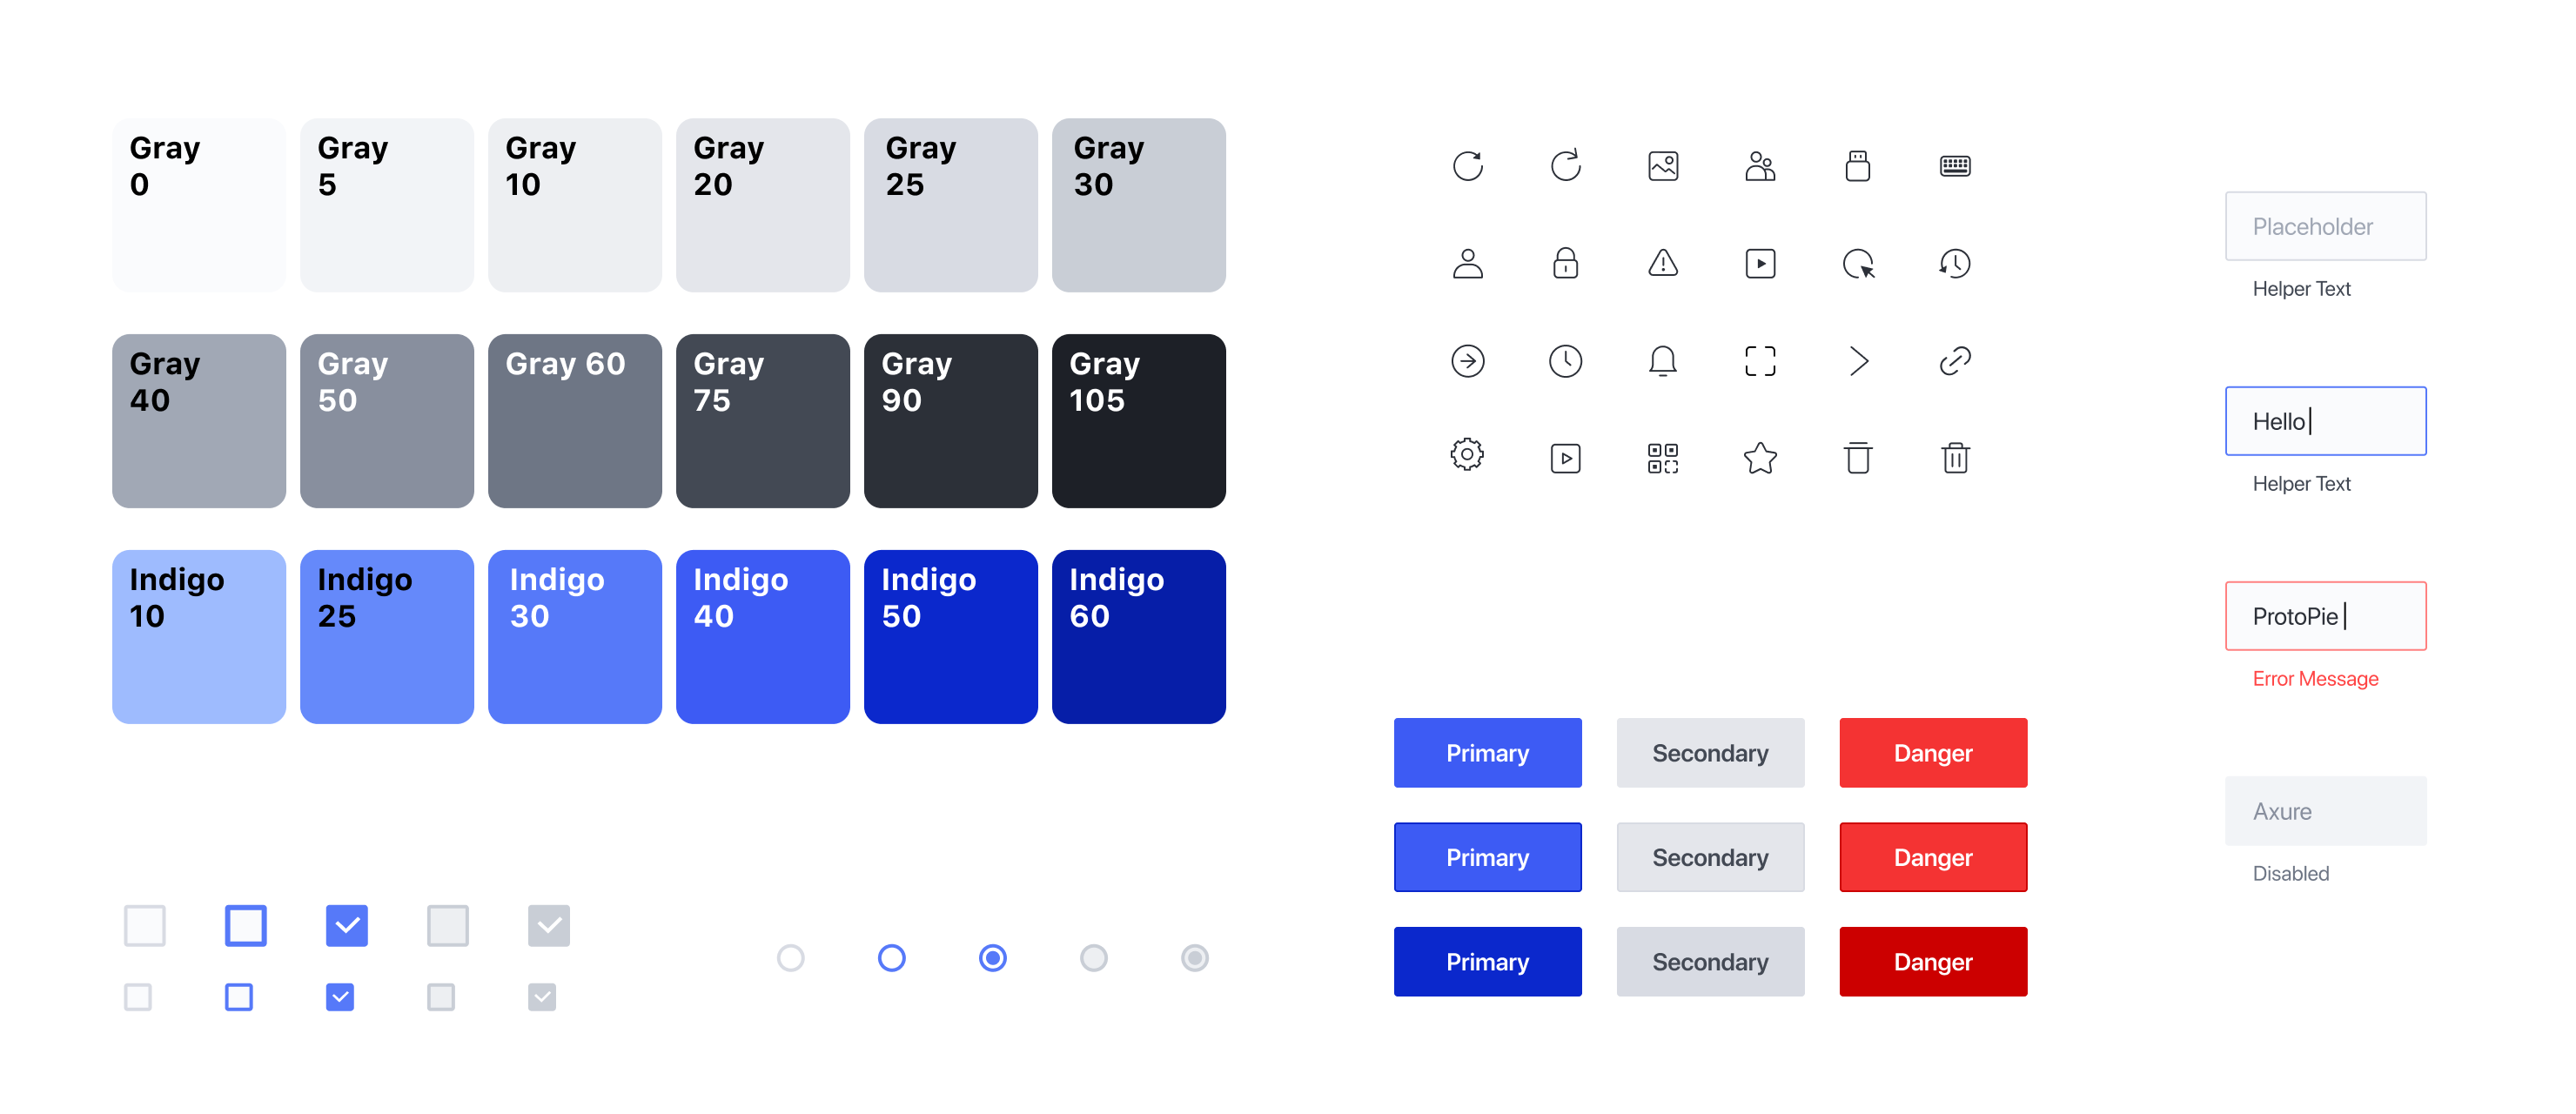 Gray
0
Gray
5
Gray
10
Gray
20
Gray
25
Gray
30
Gray
40
Gray
50
Gray 60
Gray
75
Gray
90
Gray
105
Indigo
10
Indigo
25
Indigo
30
Indigo
40
Indigo
50
Indigo
60
Primary
Secondary
Danger
Primary
Secondary
Danger
Primary
Secondary
Danger
Placeholder
Helper Text
Hello
Helper Text
ProtoPie
Error Message
Axure
Disabled